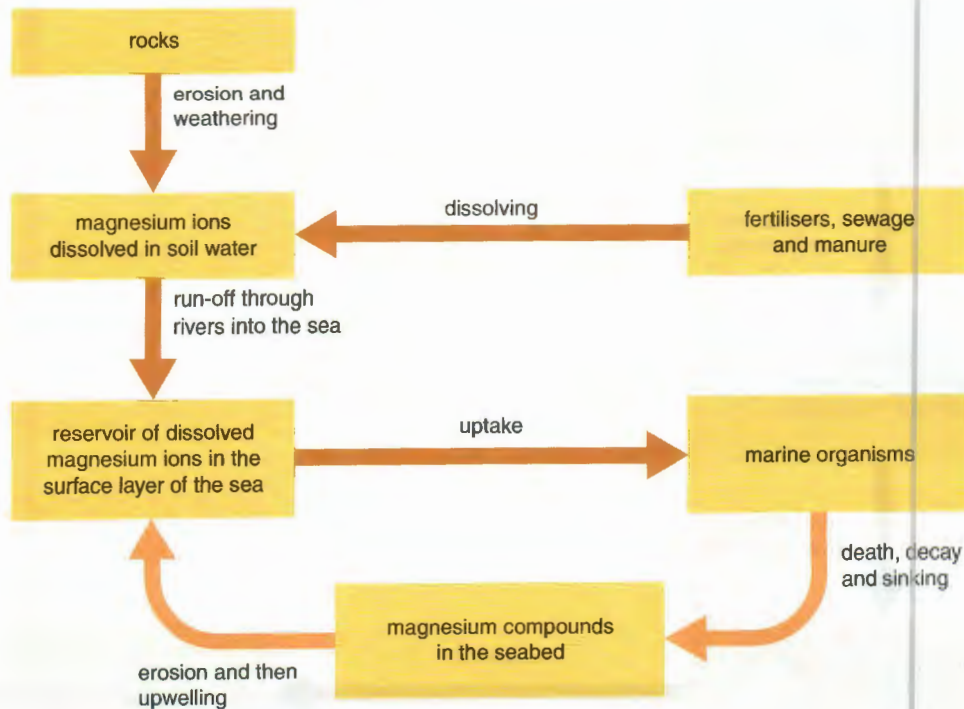 rocks
erosion and
weathering
magnesium ions
dissolved in soil water
dissolving
fertilisers, sewage
and manure
run-off through
rivers into the sea
reservoir of dissolved
magnesium ions in the
surface layer of the sea
uptake
marine organisms
death, decay
and sinking
magnesium compounds
in the seabed
erosion and then
upwelling